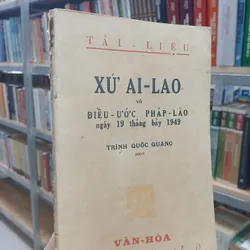 TÀI-LIỆU
XỨ AI-LAO
VÀ
ĐIỀU-ƯỚC PHÁP-LÀO
ngày 19 tháng bảy 1949
TRỊNH QUỐC QUANG
VĂN-HÓA